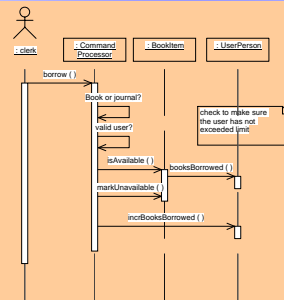 : clerk
: Command
Processor
: BookItem
: UserPerson
borrow ( )
Book or journal?
valid user?
check to make sure
the user has not
exceeded limit
isAvailable ( )
booksBorrowed ( )
markUnavailable ( )
incrBooksBorrowed ( )